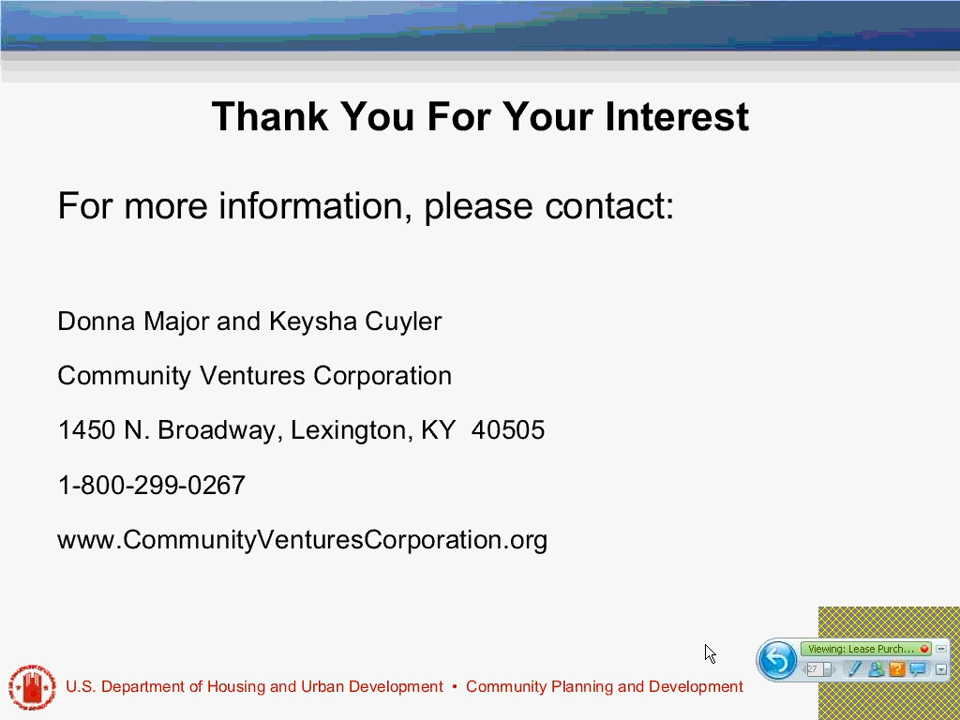 Thank You For Your Interest
For more information, please contact:
Donna Major and Keysha Cuyler
Community Ventures Corporation
1450 N. Broadway, Lexington, KY  40505
1-800-299-0267
www.CommunityVenturesCorporation.org
Viewing: Lease Purch...
27
U.S. Department of Housing and Urban Development • Community Planning and Development